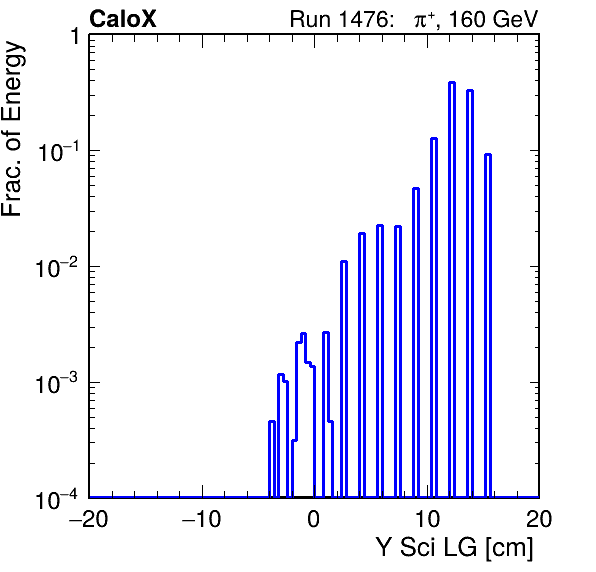 CaloX Run 1476: π⁺, 160 GeV
Frac. of Energy
1
10⁻¹
10⁻²
10⁻³
10⁻⁴
−20 −10 0 10 20
Y Sci LG [cm]